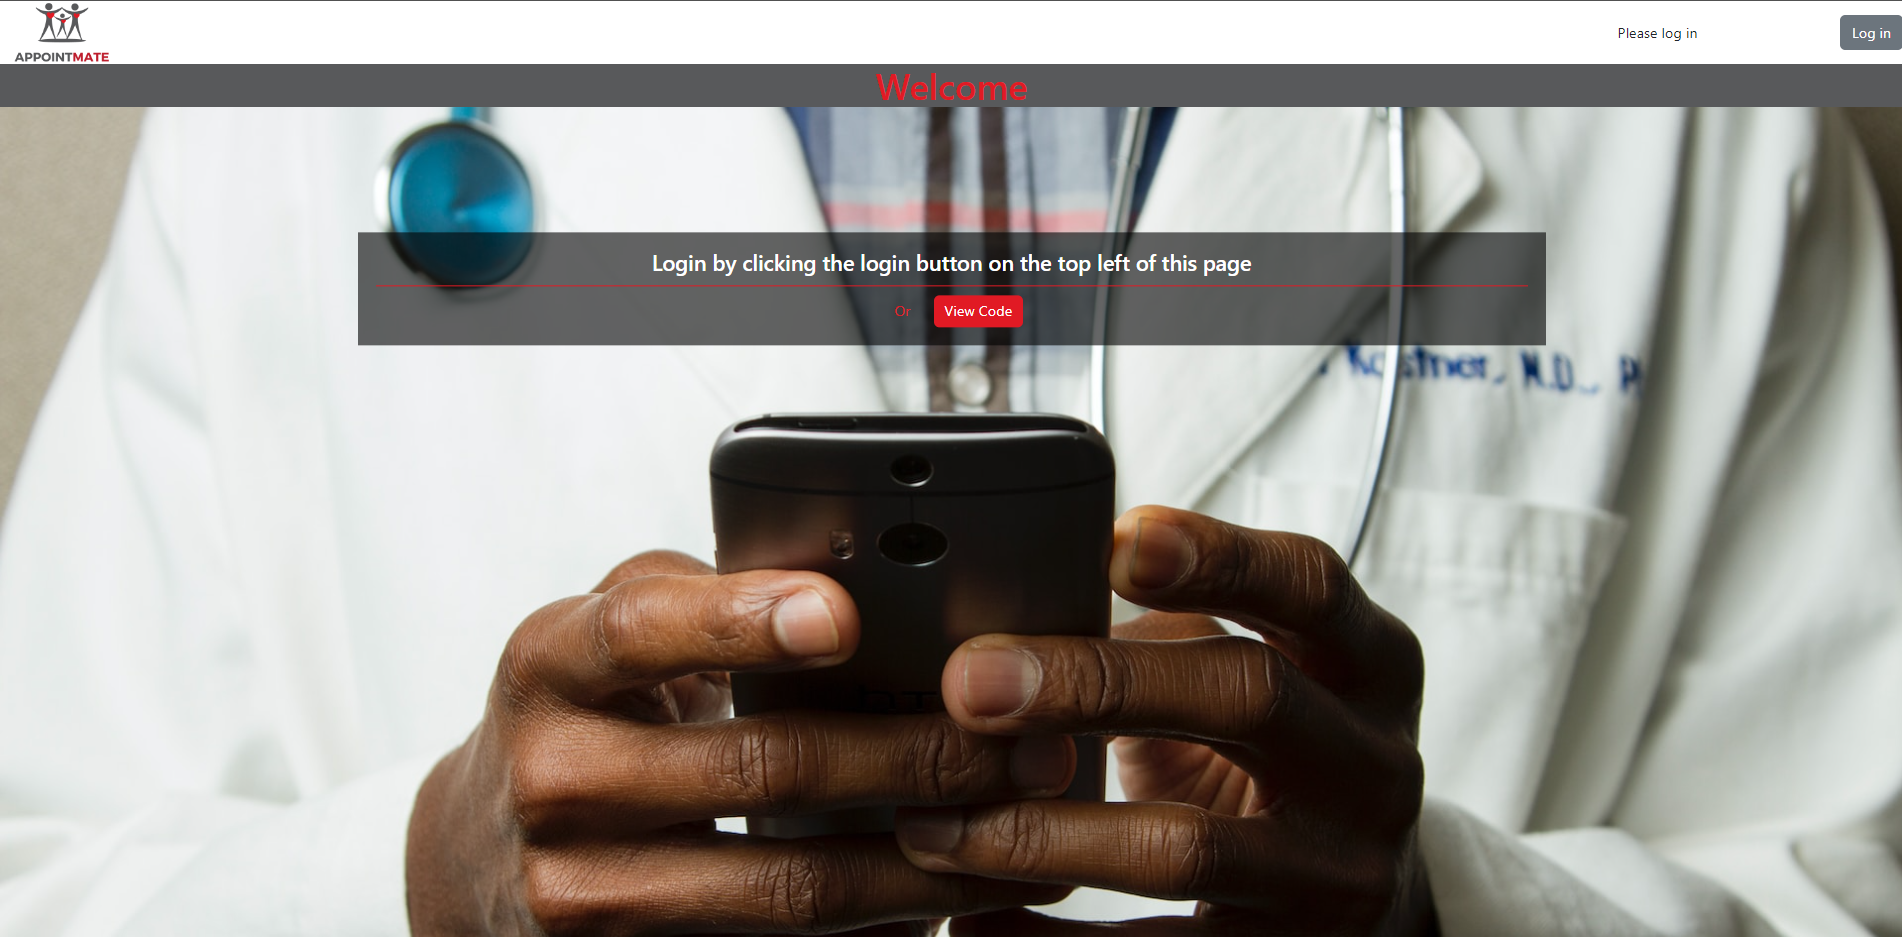 APPOINTMATE
Please log in
Log in
Welcome
Login by clicking the login button on the top left of this page
Or
View Code
Kostner, M.D.,